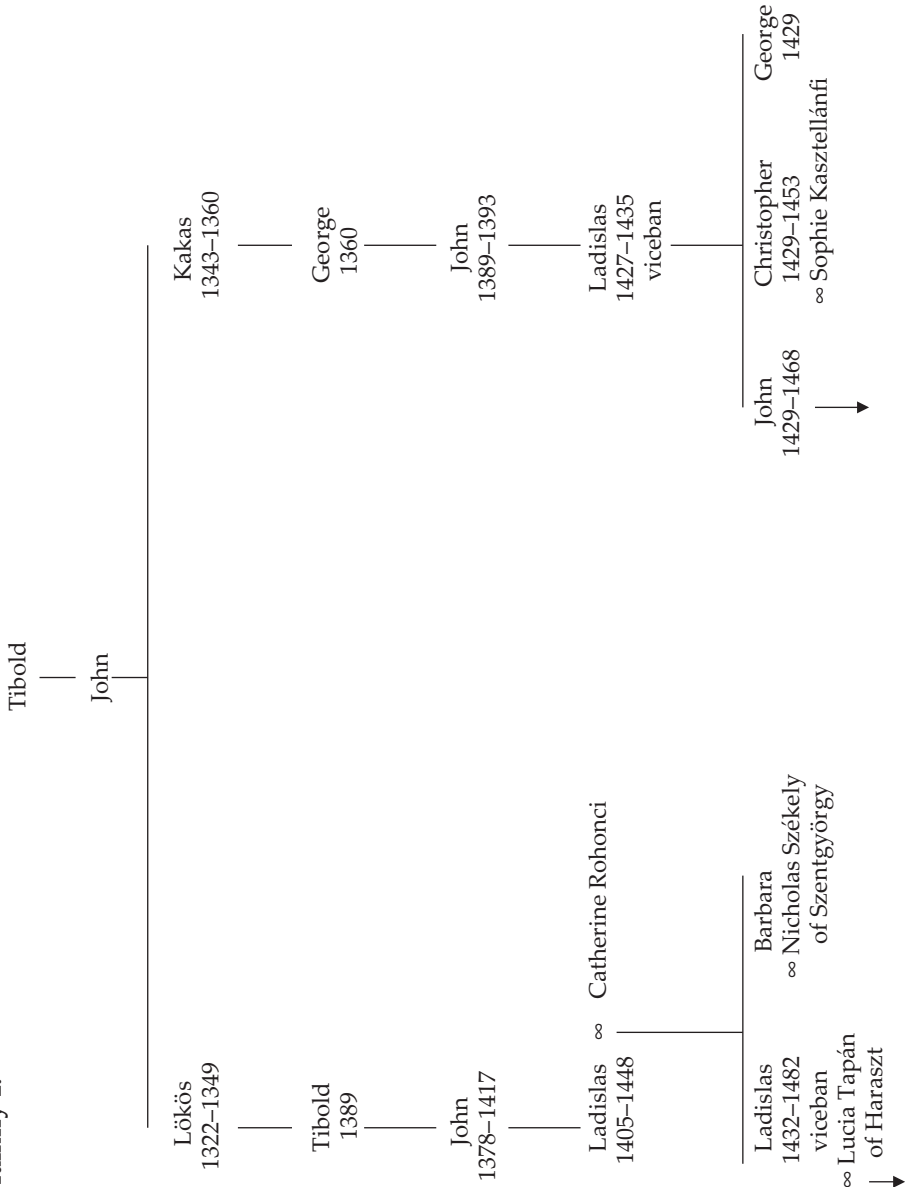 Tibold
John
Lökös
1322–1349
Kakas
1343–1360
Tibold
1389
George
1360
John
1378–1417
John
1389–1393
Ladislas
1405–1448
∞ Catherine Rohonci
Ladislas
1427–1435
viceban
Ladislas
1432–1482
viceban
∞ Lucia Tapán
of Haraszt
Barbara
∞ Nicholas Székely
of Szentgyörgy
John
1429–1468
Christopher
1429–1453
∞ Sophie Kasztellánfi
George
1429